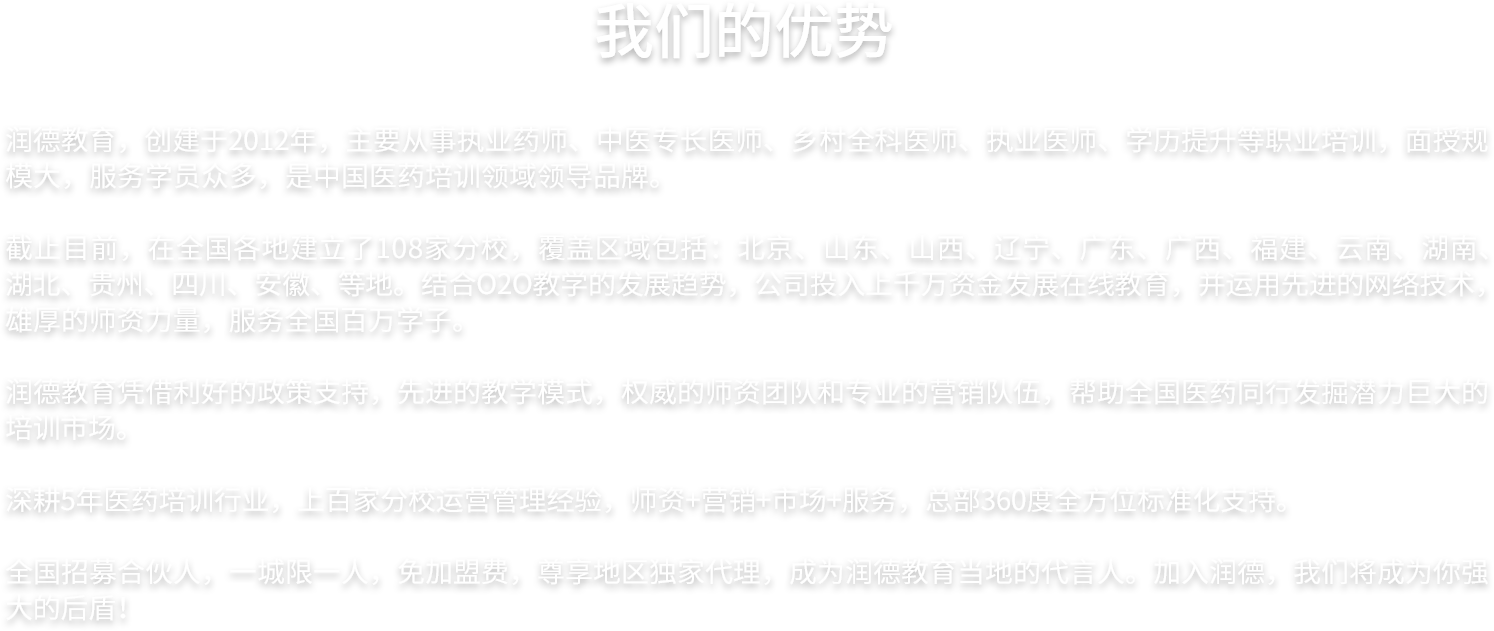 我们的优势
润德教育，创建于2012年，主要从事执业药师、中医专长医师、乡村全科医师、执业医师、学历提升等职业培训，面授规
模大，服务学员众多，是中国医药培训领域领导品牌。
截止目前，在全国各地建立了108家分校，覆盖区域包括：北京、山东、山西、辽宁、广东、广西、福建、云南、湖南、
湖北、贵州、四川、安徽、等地。结合O2O教学的发展趋势，公司投入上千万资金发展在线教育，并运用先进的网络技术，
雄厚的师资力量，服务全国百万学子。
润德教育凭借利好的政策支持，先进的教学模式，权威的师资团队和专业的营销队伍，帮助全国医药同行发掘潜力巨大的
培训市场。
深耕5年医药培训行业，上百家分校运营管理经验，师资+营销+市场+服务，总部360度全方位标准化支持。
全国招募合伙人，一城限一人，免加盟费，尊享地区独家代理，成为润德教育当地的代言人。加入润德，我们将成为你强
大的后盾！